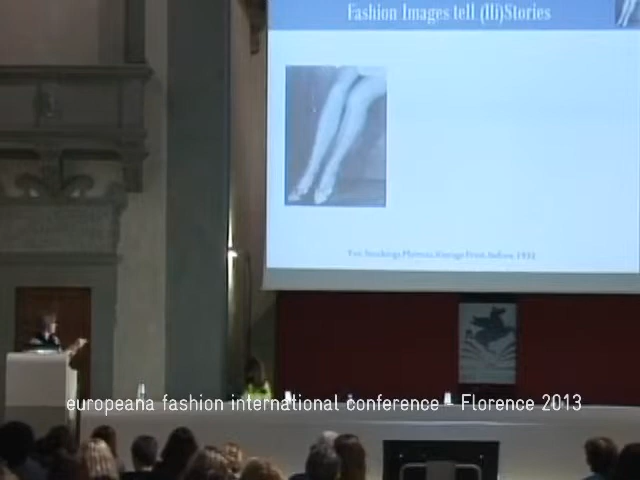 Fashion Images tell (Hi)Stories
europeana fashion international conference - Florence 2013